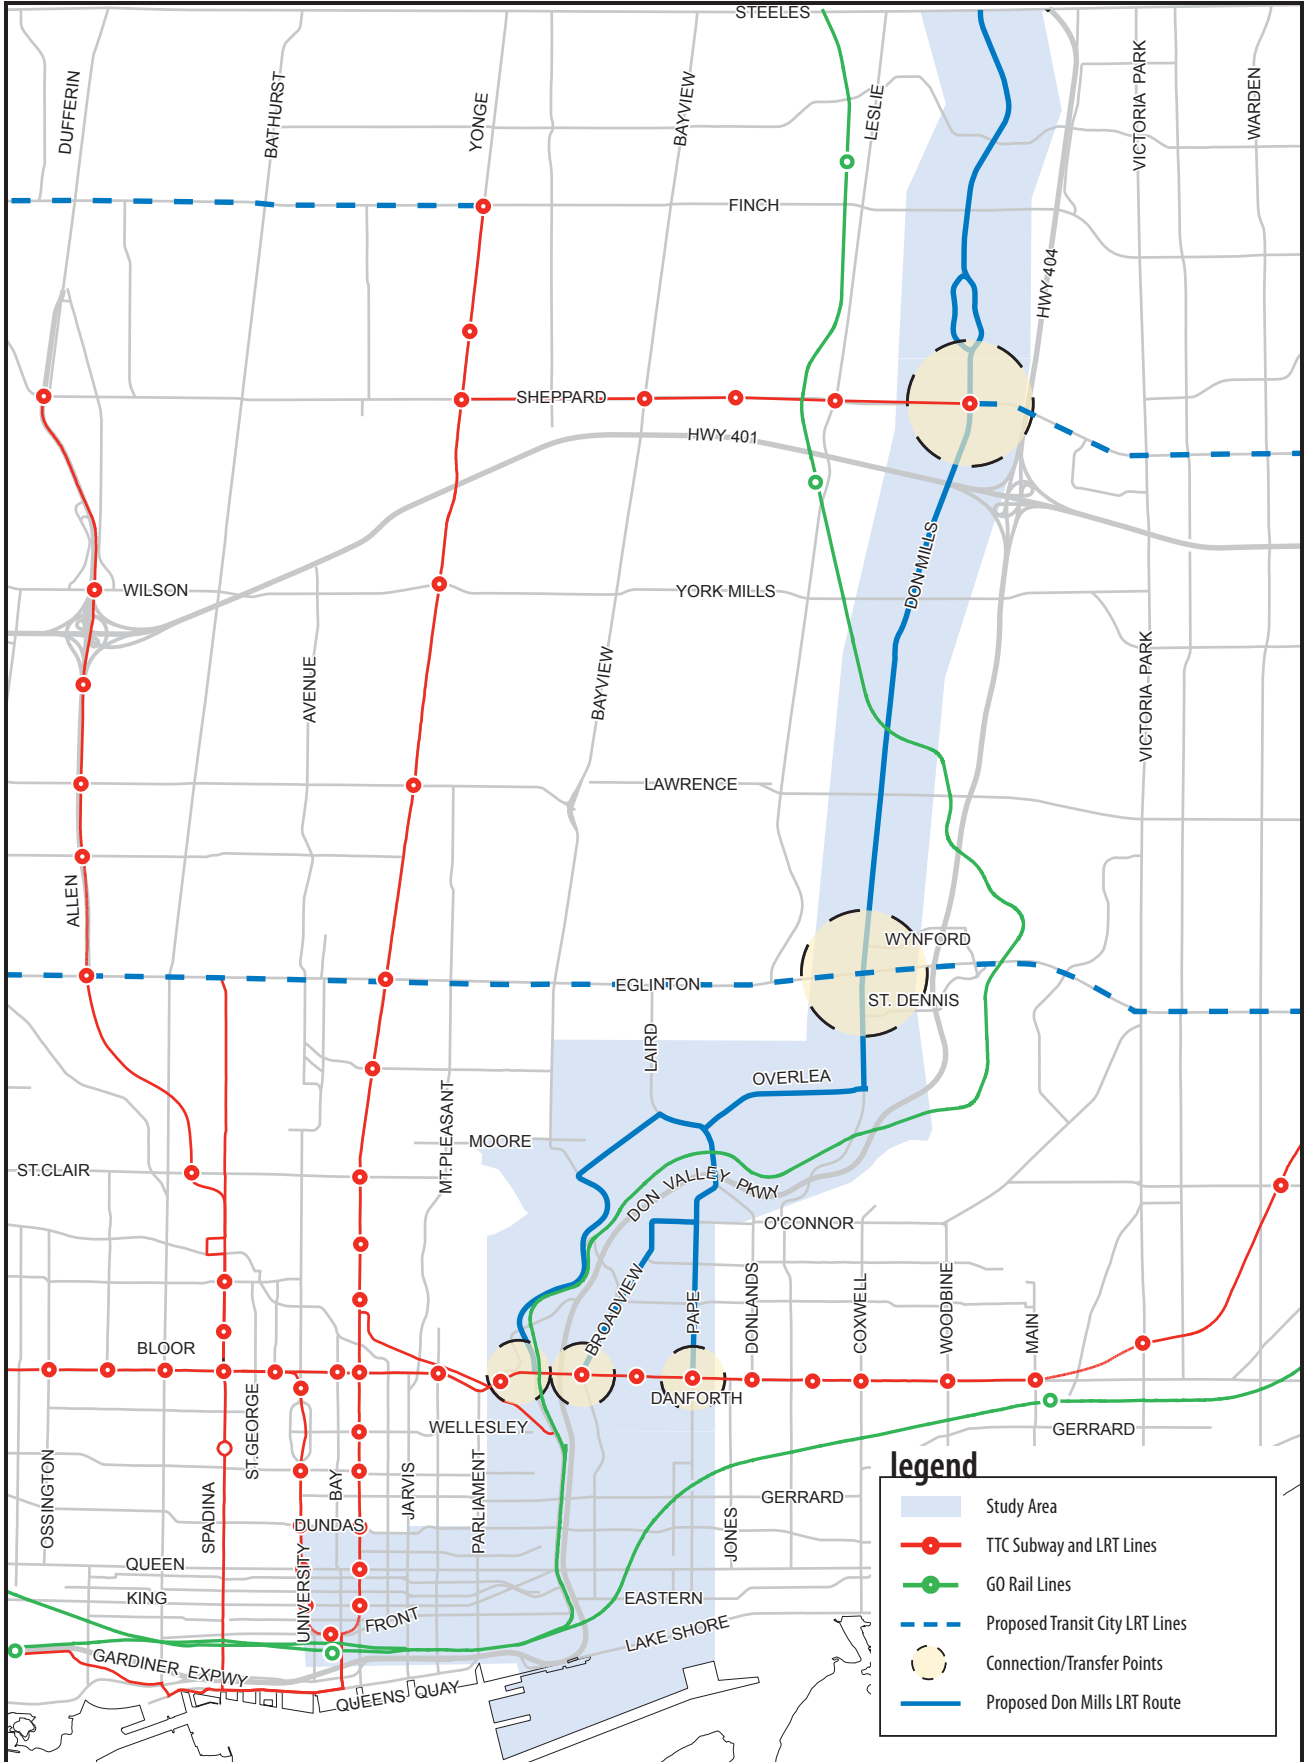 STEELES
DUFFERIN
BATHURST
YONGE
BAYVIEW
LESLIE
VICTORIA PARK
WARDEN
FINCH
HWY 404
SHEPPARD
HWY 401
DON MILLS
WILSON
YORK MILLS
AVENUE
BAYVIEW
VICTORIA PARK
LAWRENCE
ALLEN
WYNFORD
EGLINTON
ST. DENNIS
LAIRD
OVERLEA
MT.PLEASANT
MOORE
ST.CLAIR
DON VALLEY PKWY
O'CONNOR
BROADVIEW
PAPE
DONLANDS
COXWELL
WOODBINE
MAIN
BLOOR
DANFORTH
ST.GEORGE
WELLESLEY
GERRARD
OSSINGTON
SPADINA
BAY
JARVIS
PARLIAMENT
GERRARD
JONES
DUNDAS
QUEEN
UNIVERSITY
KING
EASTERN
FRONT
LAKE SHORE
GARDINER EXPWY
QUEENS QUAY
legend
Study Area
TTC Subway and LRT Lines
GO Rail Lines
Proposed Transit City LRT Lines
Connection/Transfer Points
Proposed Don Mills LRT Route